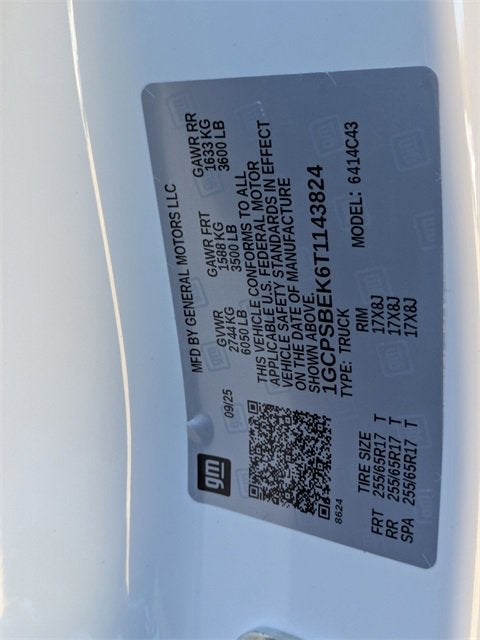 gm
MFD BY GENERAL MOTORS LLC
09/25
GVWR GAWR FRT GAWR RR
2744 KG 1588 KG 1633 KG
6050 LB 3500 LB 3600 LB
THIS VEHICLE CONFORMS TO ALL
APPLICABLE U.S. FEDERAL MOTOR
VEHICLE SAFETY STANDARDS IN EFFECT
ON THE DATE OF MANUFACTURE
SHOWN ABOVE.
1GCPSBEK6T1143824
TYPE: TRUCK MODEL: 6414C43
8624
TIRE SIZE RIM
FRT 255/65R17 T 17X8J
RR 255/65R17 T 17X8J
SPA 255/65R17 T 17X8J